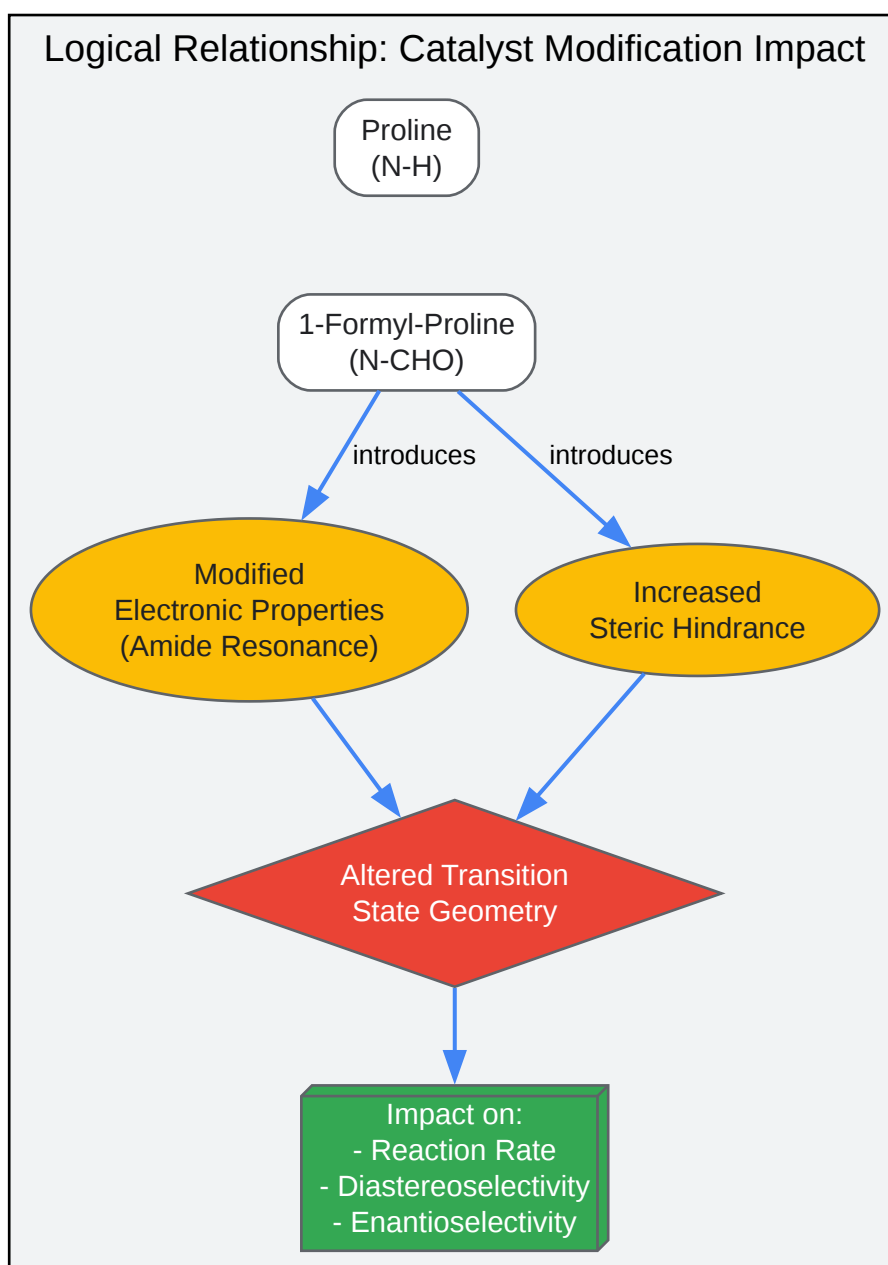 Logical Relationship: Catalyst Modification Impact
Proline
(N-H)
1-Formyl-Proline
(N-CHO)
introduces
introduces
Modified
Electronic Properties
(Amide Resonance)
Increased
Steric Hindrance
Altered Transition
State Geometry
Impact on:
- Reaction Rate
- Diastereoselectivity
- Enantioselectivity